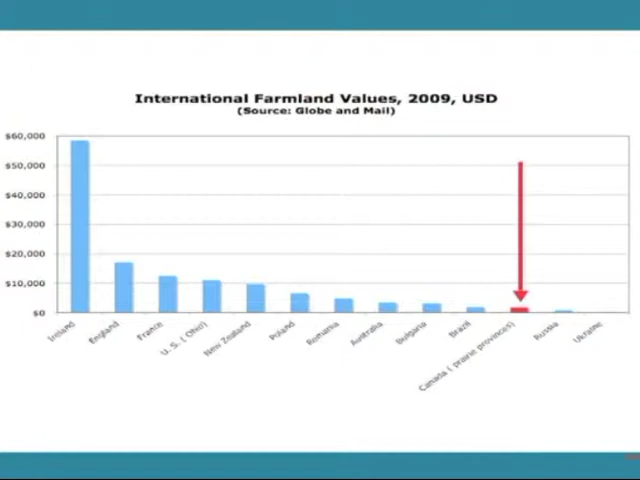 International Farmland Values, 2009, USD
(Source: Globe and Mail)
$60,000
$50,000
$40,000
$30,000
$20,000
$10,000
$0
Ireland
England
France
U. S. ( Ohio)
New Zealand
Poland
Romania
Australia
Bulgaria
Brazil
Canada ( prairie provinces)
Russia
Ukraine